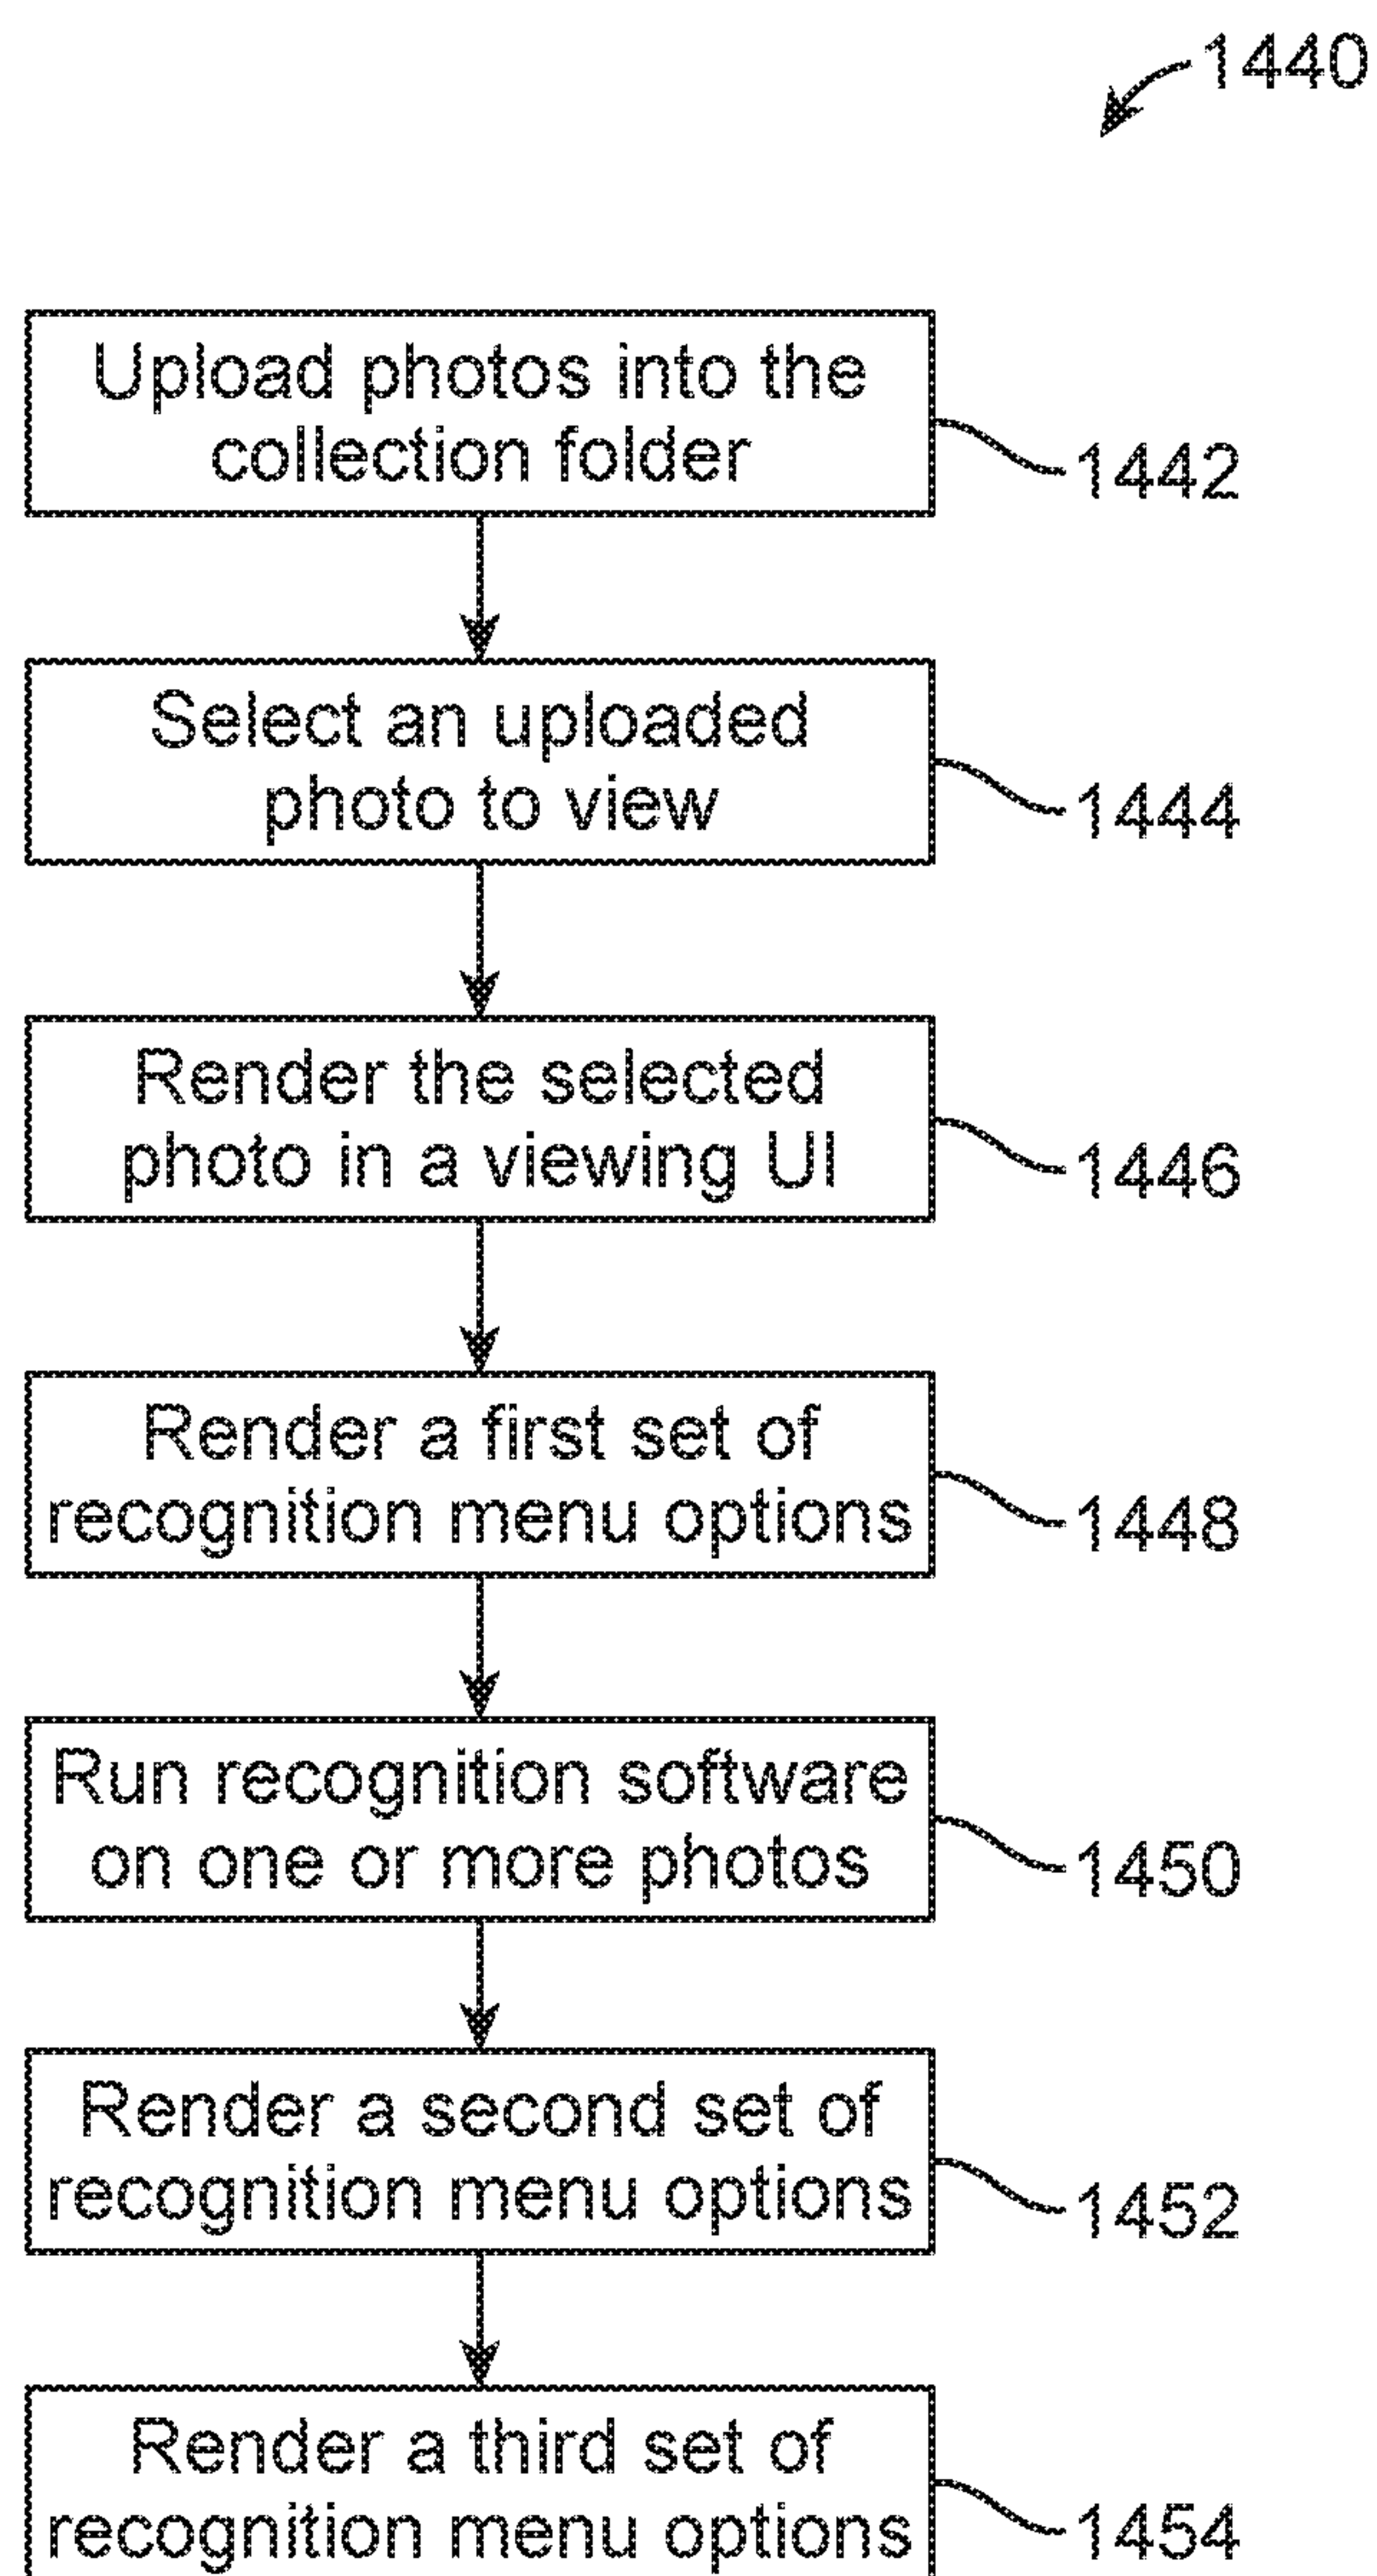 1440
Upload photos into the
collection folder
1442
Select an uploaded
photo to view
1444
Render the selected
photo in a viewing UI
1446
Render a first set of
recognition menu options
1448
Run recognition software
on one or more photos
1450
Render a second set of
recognition menu options
1452
Render a third set of
recognition menu options
1454